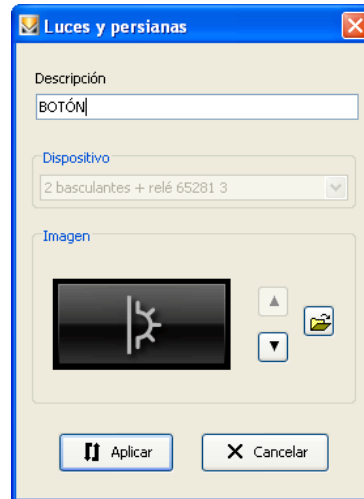 Luces y persianas
Descripción
BOTÓN
Dispositivo
2 basculantes + relé 65281 3
Imagen
Aplicar
Cancelar